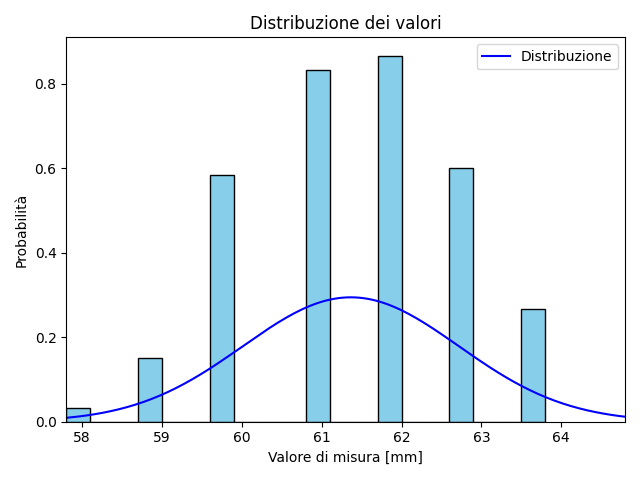 Distribuzione dei valori
Distribuzione
Probabilità
0.8
0.6
0.4
0.2
0.0
58 59 60 61 62 63 64
Valore di misura [mm]